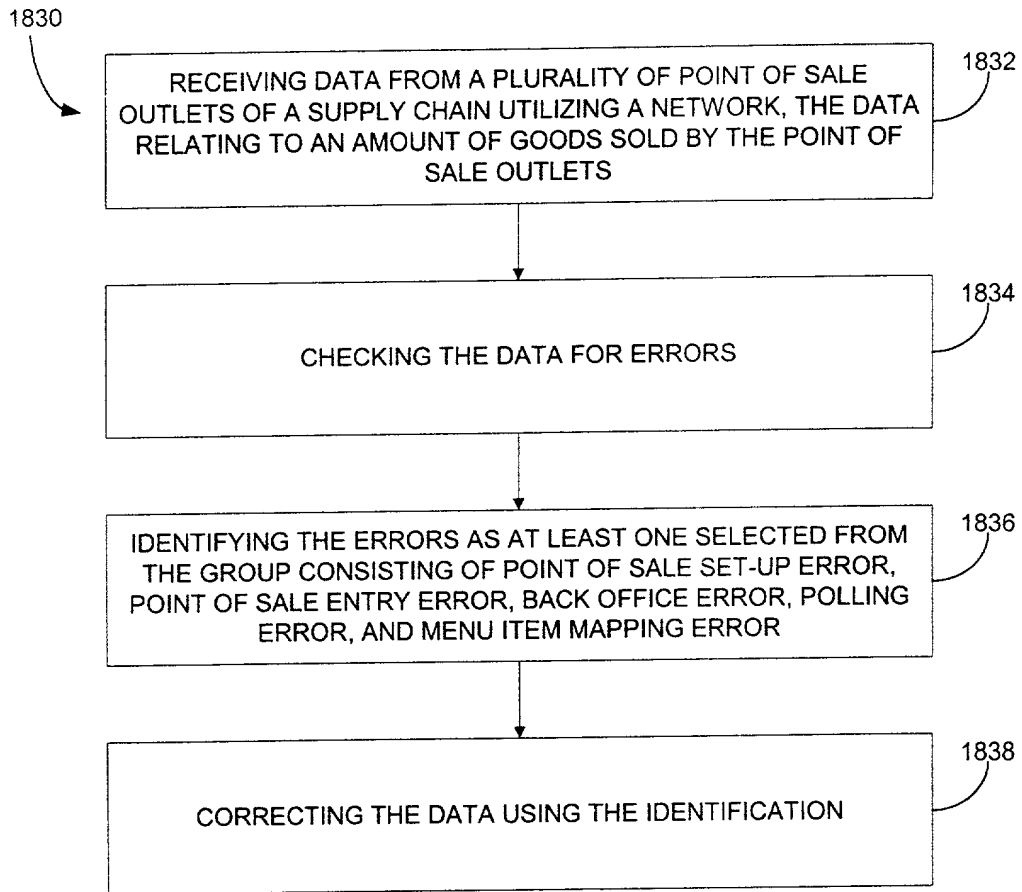 1830
RECEIVING DATA FROM A PLURALITY OF POINT OF SALE
OUTLETS OF A SUPPLY CHAIN UTILIZING A NETWORK, THE DATA
RELATING TO AN AMOUNT OF GOODS SOLD BY THE POINT OF
SALE OUTLETS
1832
CHECKING THE DATA FOR ERRORS
1834
IDENTIFYING THE ERRORS AS AT LEAST ONE SELECTED FROM
THE GROUP CONSISTING OF POINT OF SALE SET-UP ERROR,
POINT OF SALE ENTRY ERROR, BACK OFFICE ERROR, POLLING
ERROR, AND MENU ITEM MAPPING ERROR
1836
CORRECTING THE DATA USING THE IDENTIFICATION
1838